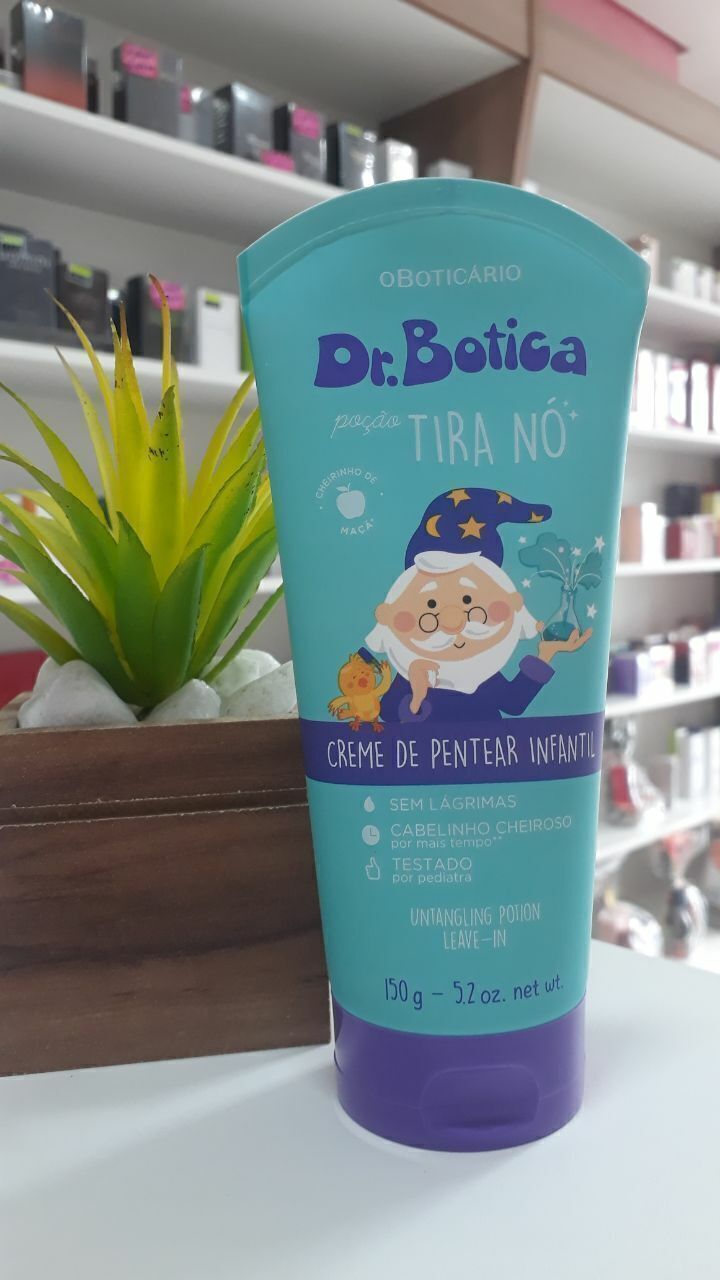 oBOTICÁRIO
Dr. Botica
poção TIRA NÓ
CHEIRINHO DE
MAÇÃ*
CREME DE PENTEAR INFANTIL
SEM LÁGRIMAS
CABELINHO CHEIROSO
por mais tempo**
TESTADO
por pediatra
UNTANGLING POTION
LEAVE-IN
150 g - 5.2 oz. net wt.